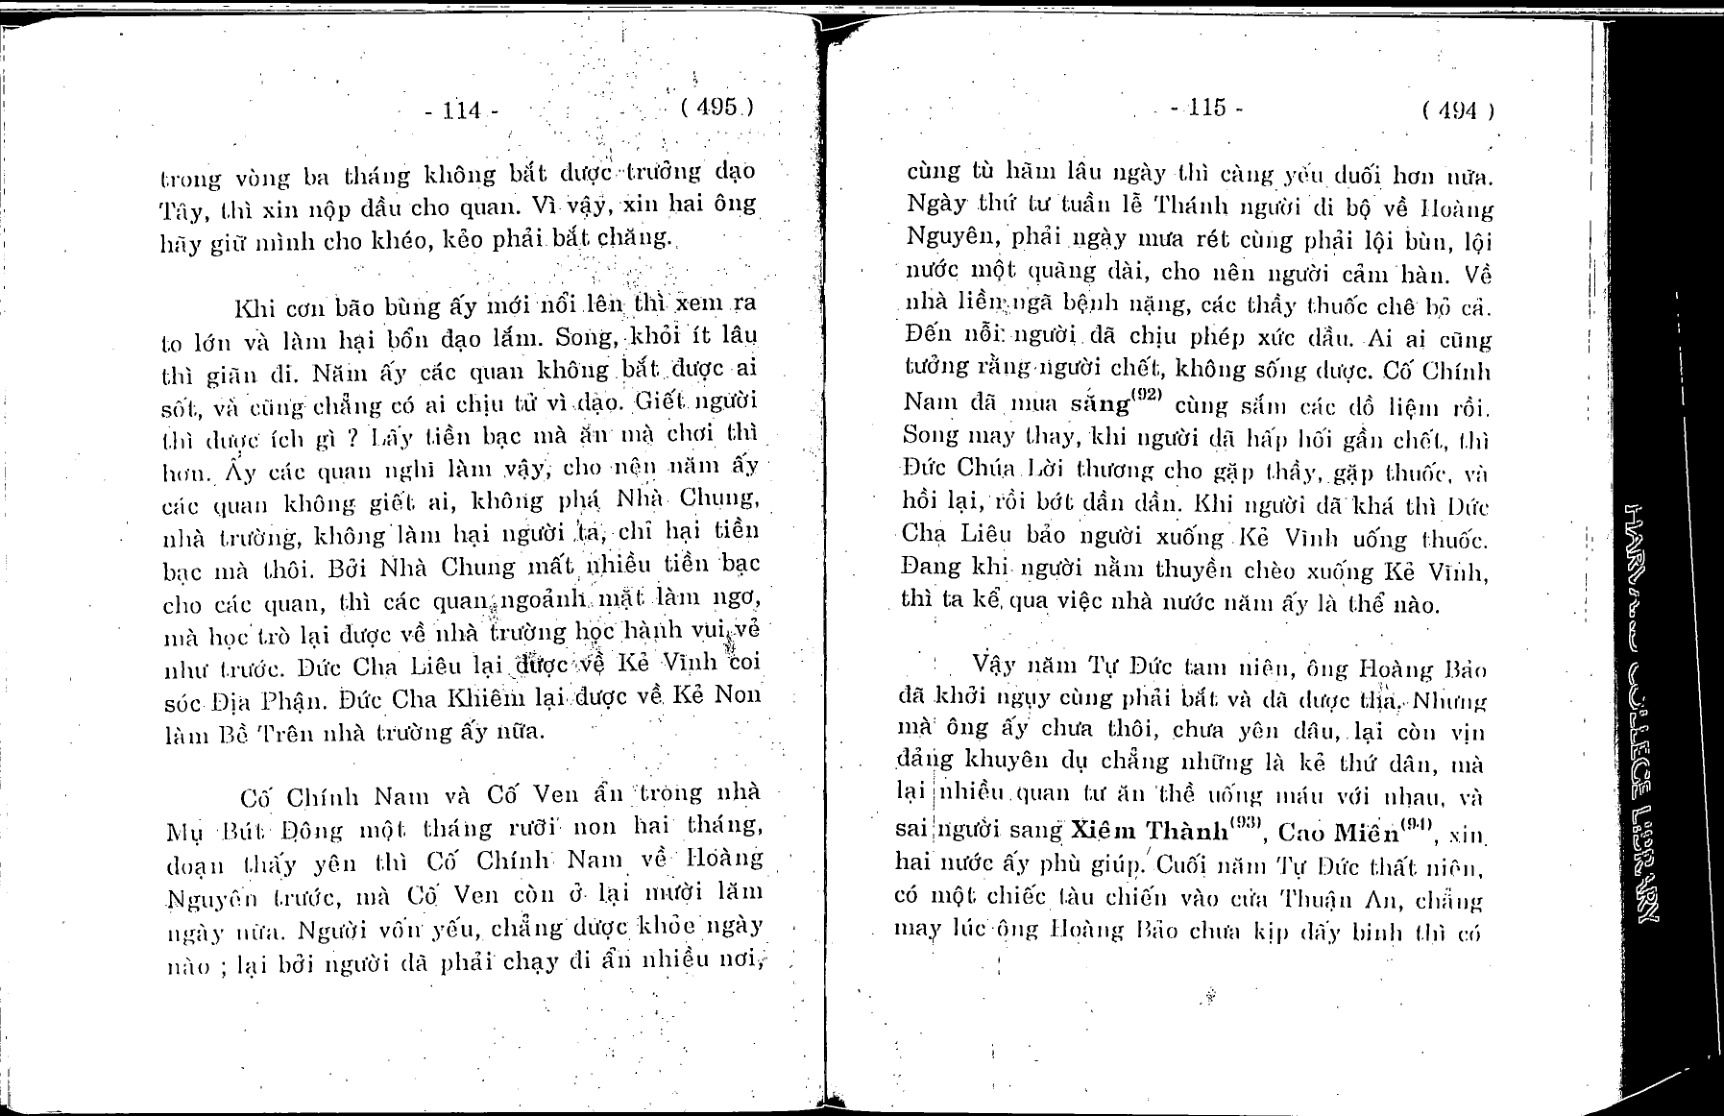 - 114 - ( 495 )
trong vòng ba tháng không bắt được trưởng đạo
Tây, thì xin nộp đầu cho quan. Vì vậy, xin hai ông
hãy giữ mình cho khéo, kẻo phải bắt chăng.
Khi cơn bão bùng ấy mới nổi lên thì xem ra
to lớn và làm hại bổn đạo lắm. Song, khỏi ít lâu
thì giãn đi. Năm ấy các quan không bắt được ai
sốt, và cũng chẳng có ai chịu tử vì đạo. Giết người
thì được ích gì ? Lấy tiền bạc mà ăn mà chơi thì
hơn. Ấy các quan nghĩ làm vậy, cho nên năm ấy
các quan không giết ai, không phá Nhà Chung,
nhà trường, không làm hại người ta, chỉ hại tiền
bạc mà thôi. Bởi Nhà Chung mất nhiều tiền bạc
cho các quan, thì các quan ngoảnh mặt làm ngơ,
mà học trò lại được về nhà trường học hành vui vẻ
như trước. Đức Cha Liêu lại được về Kẻ Vĩnh coi
sóc Địa Phận. Đức Cha Khiêm lại được về Kẻ Non
làm Bề Trên nhà trường ấy nữa.
Cố Chính Nam và Cố Ven ẩn trong nhà
Mụ Bút Đông một tháng rưỡi non hai tháng,
đoạn thấy yên thì Cố Chính Nam về Hoàng
Nguyên trước, mà Cố Ven còn ở lại mười lăm
ngày nữa. Người vốn yếu, chẳng được khỏe ngày
nào ; lại bởi người đã phải chạy đi ẩn nhiều nơi,
- 115 - ( 494 )
cùng tù hãm lâu ngày thì càng yếu đuối hơn nữa.
Ngày thứ tư tuần lễ Thánh người đi bộ về Hoàng
Nguyên, phải ngày mưa rét cùng phải lội bùn, lội
nước một quãng dài, cho nên người cảm hàn. Về
nhà liền ngã bệnh nặng, các thầy thuốc chê bỏ cả.
Đến nỗi người đã chịu phép xức dầu. Ai ai cũng
tưởng rằng người chết, không sống được. Cố Chính
Nam đã mua sắng(92) cùng sắm các đồ liệm rồi.
Song may thay, khi người đã hấp hối gần chết, thì
Đức Chúa Lời thương cho gặp thầy, gặp thuốc, và
hồi lại, rồi bớt dần dần. Khi người đã khá thì Đức
Cha Liêu bảo người xuống Kẻ Vĩnh uống thuốc.
Đang khi người nằm thuyền chèo xuống Kẻ Vĩnh,
thì ta kể qua việc nhà nước năm ấy là thể nào.
Vậy năm Tự Đức tam niên, ông Hoàng Bảo
đã khởi ngụy cùng phải bắt và đã được tha. Nhưng
mà ông ấy chưa thôi, chưa yên đâu, lại còn vịn
đảng khuyên dụ chẳng những là kẻ thứ dân, mà
lại nhiều quan tư ăn thề uống máu với nhau, và
sai người sang Xiêm Thành(93), Cao Miên(94), xin
hai nước ấy phù giúp. Cuối năm Tự Đức thất niên,
có một chiếc tàu chiến vào cửa Thuận An, chẳng
may lúc ông Hoàng Bảo chưa kịp dấy binh thì có
HARVARD COLLEGE LIBRARY